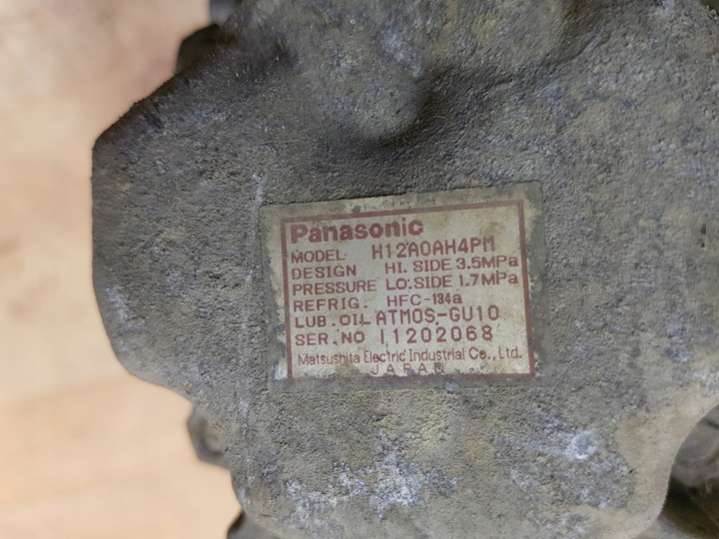 Panasonic
MODEL H12A0AH4PM
DESIGN HI. SIDE 3.5MPa
PRESSURE LO. SIDE 1.7MPa
REFRIG. HFC-134a
LUB. OIL ATMOS-GU10
SER. NO 11202068
Matsushita Electric Industrial Co., Ltd.
JAPAN